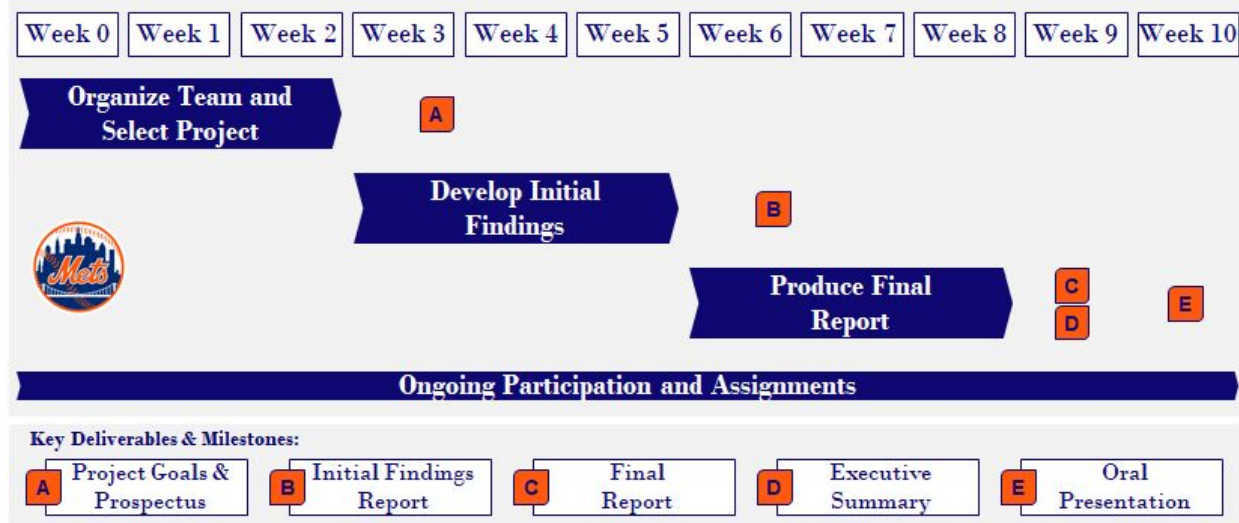 Week 0 Week 1 Week 2 Week 3 Week 4 Week 5 Week 6 Week 7 Week 8 Week 9 Week 10
Organize Team and
Select Project
A
Develop Initial
Findings
B
Mets
Produce Final
Report
C
D
E
Ongoing Participation and Assignments
Key Deliverables & Milestones:
A Project Goals &
Prospectus
B Initial Findings
Report
C Final
Report
D Executive
Summary
E Oral
Presentation